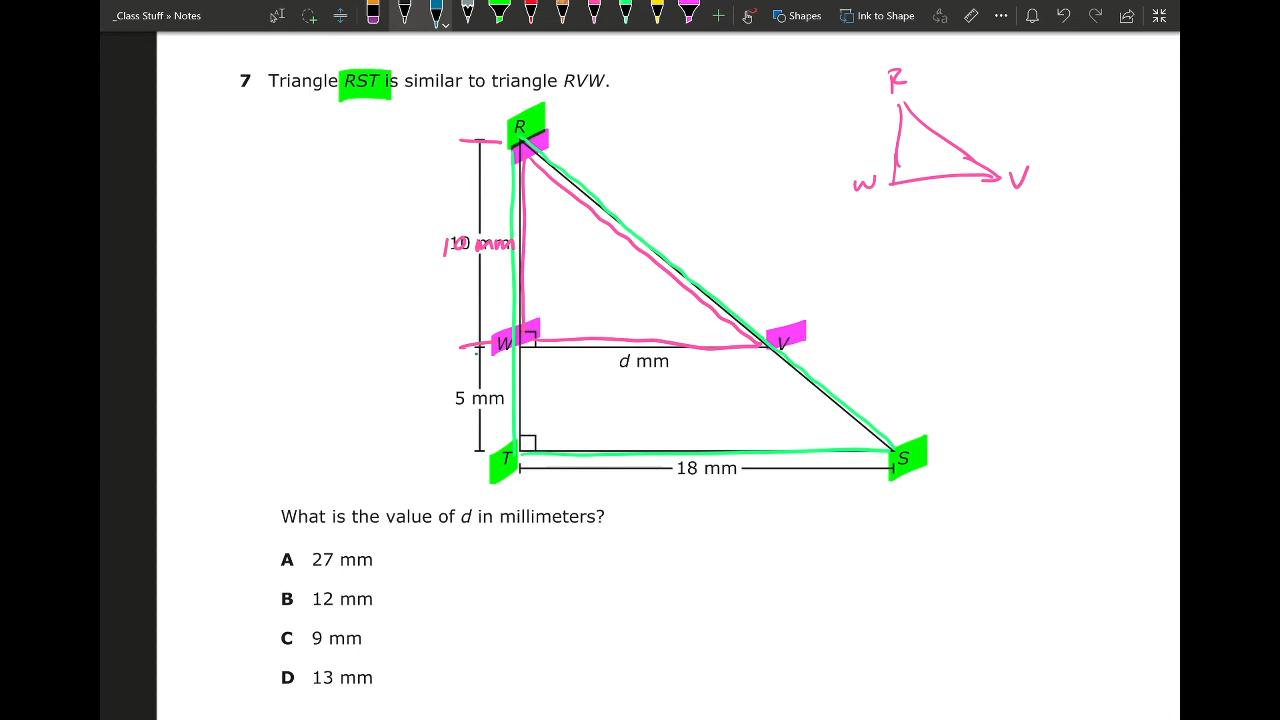 _Class Stuff » Notes
Shapes
Ink to Shape
7 Triangle RST is similar to triangle RVW.
R
R
W
V
10 mm
10 mm
W
V
d mm
5 mm
T
S
18 mm
What is the value of d in millimeters?
A 27 mm
B 12 mm
C 9 mm
D 13 mm